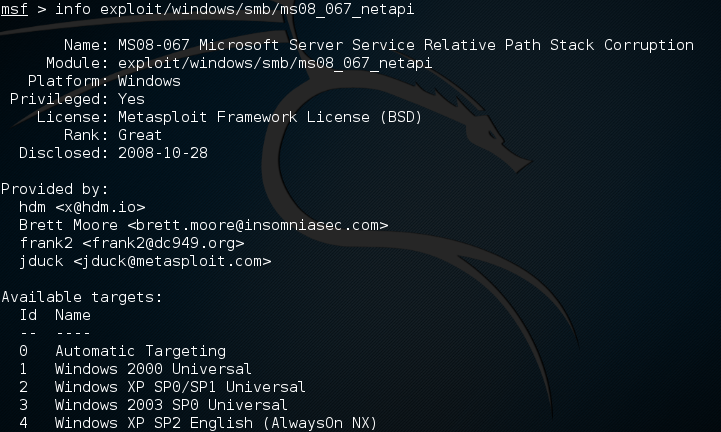 msf > info exploit/windows/smb/ms08_067_netapi
Name: MS08-067 Microsoft Server Service Relative Path Stack Corruption
Module: exploit/windows/smb/ms08_067_netapi
Platform: Windows
Privileged: Yes
License: Metasploit Framework License (BSD)
Rank: Great
Disclosed: 2008-10-28
Provided by:
hdm <x@hdm.io>
Brett Moore <brett.moore@insomniasec.com>
frank2 <frank2@dc949.org>
jduck <jduck@metasploit.com>
Available targets:
Id  Name
--  ----
0   Automatic Targeting
1   Windows 2000 Universal
2   Windows XP SP0/SP1 Universal
3   Windows 2003 SP0 Universal
4   Windows XP SP2 English (AlwaysOn NX)